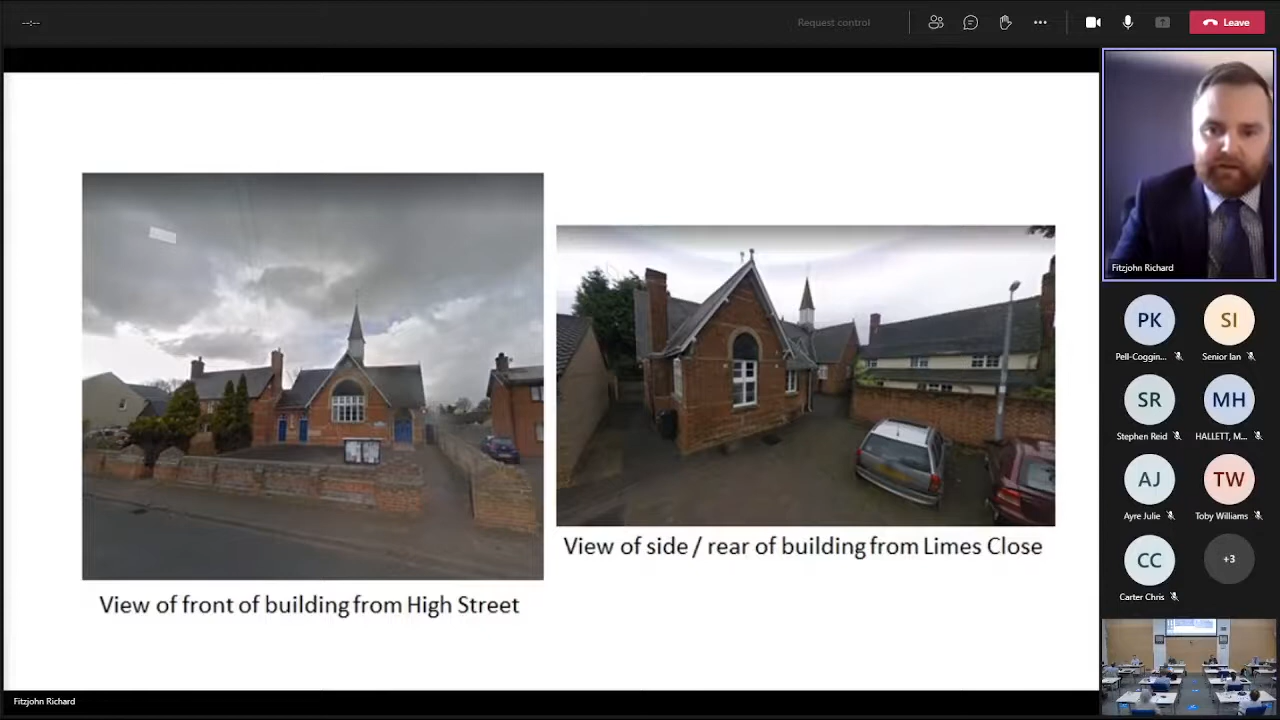 --:--
Request control
Leave
Fitzjohn Richard
PK
SI
Pell-Coggin...
Senior Ian
SR
MH
Stephen Reid
HALLETT, M...
AJ
TW
Ayre Julie
Toby Williams
CC
+3
Carter Chris
View of side / rear of building from Limes Close
View of front of building from High Street
Fitzjohn Richard